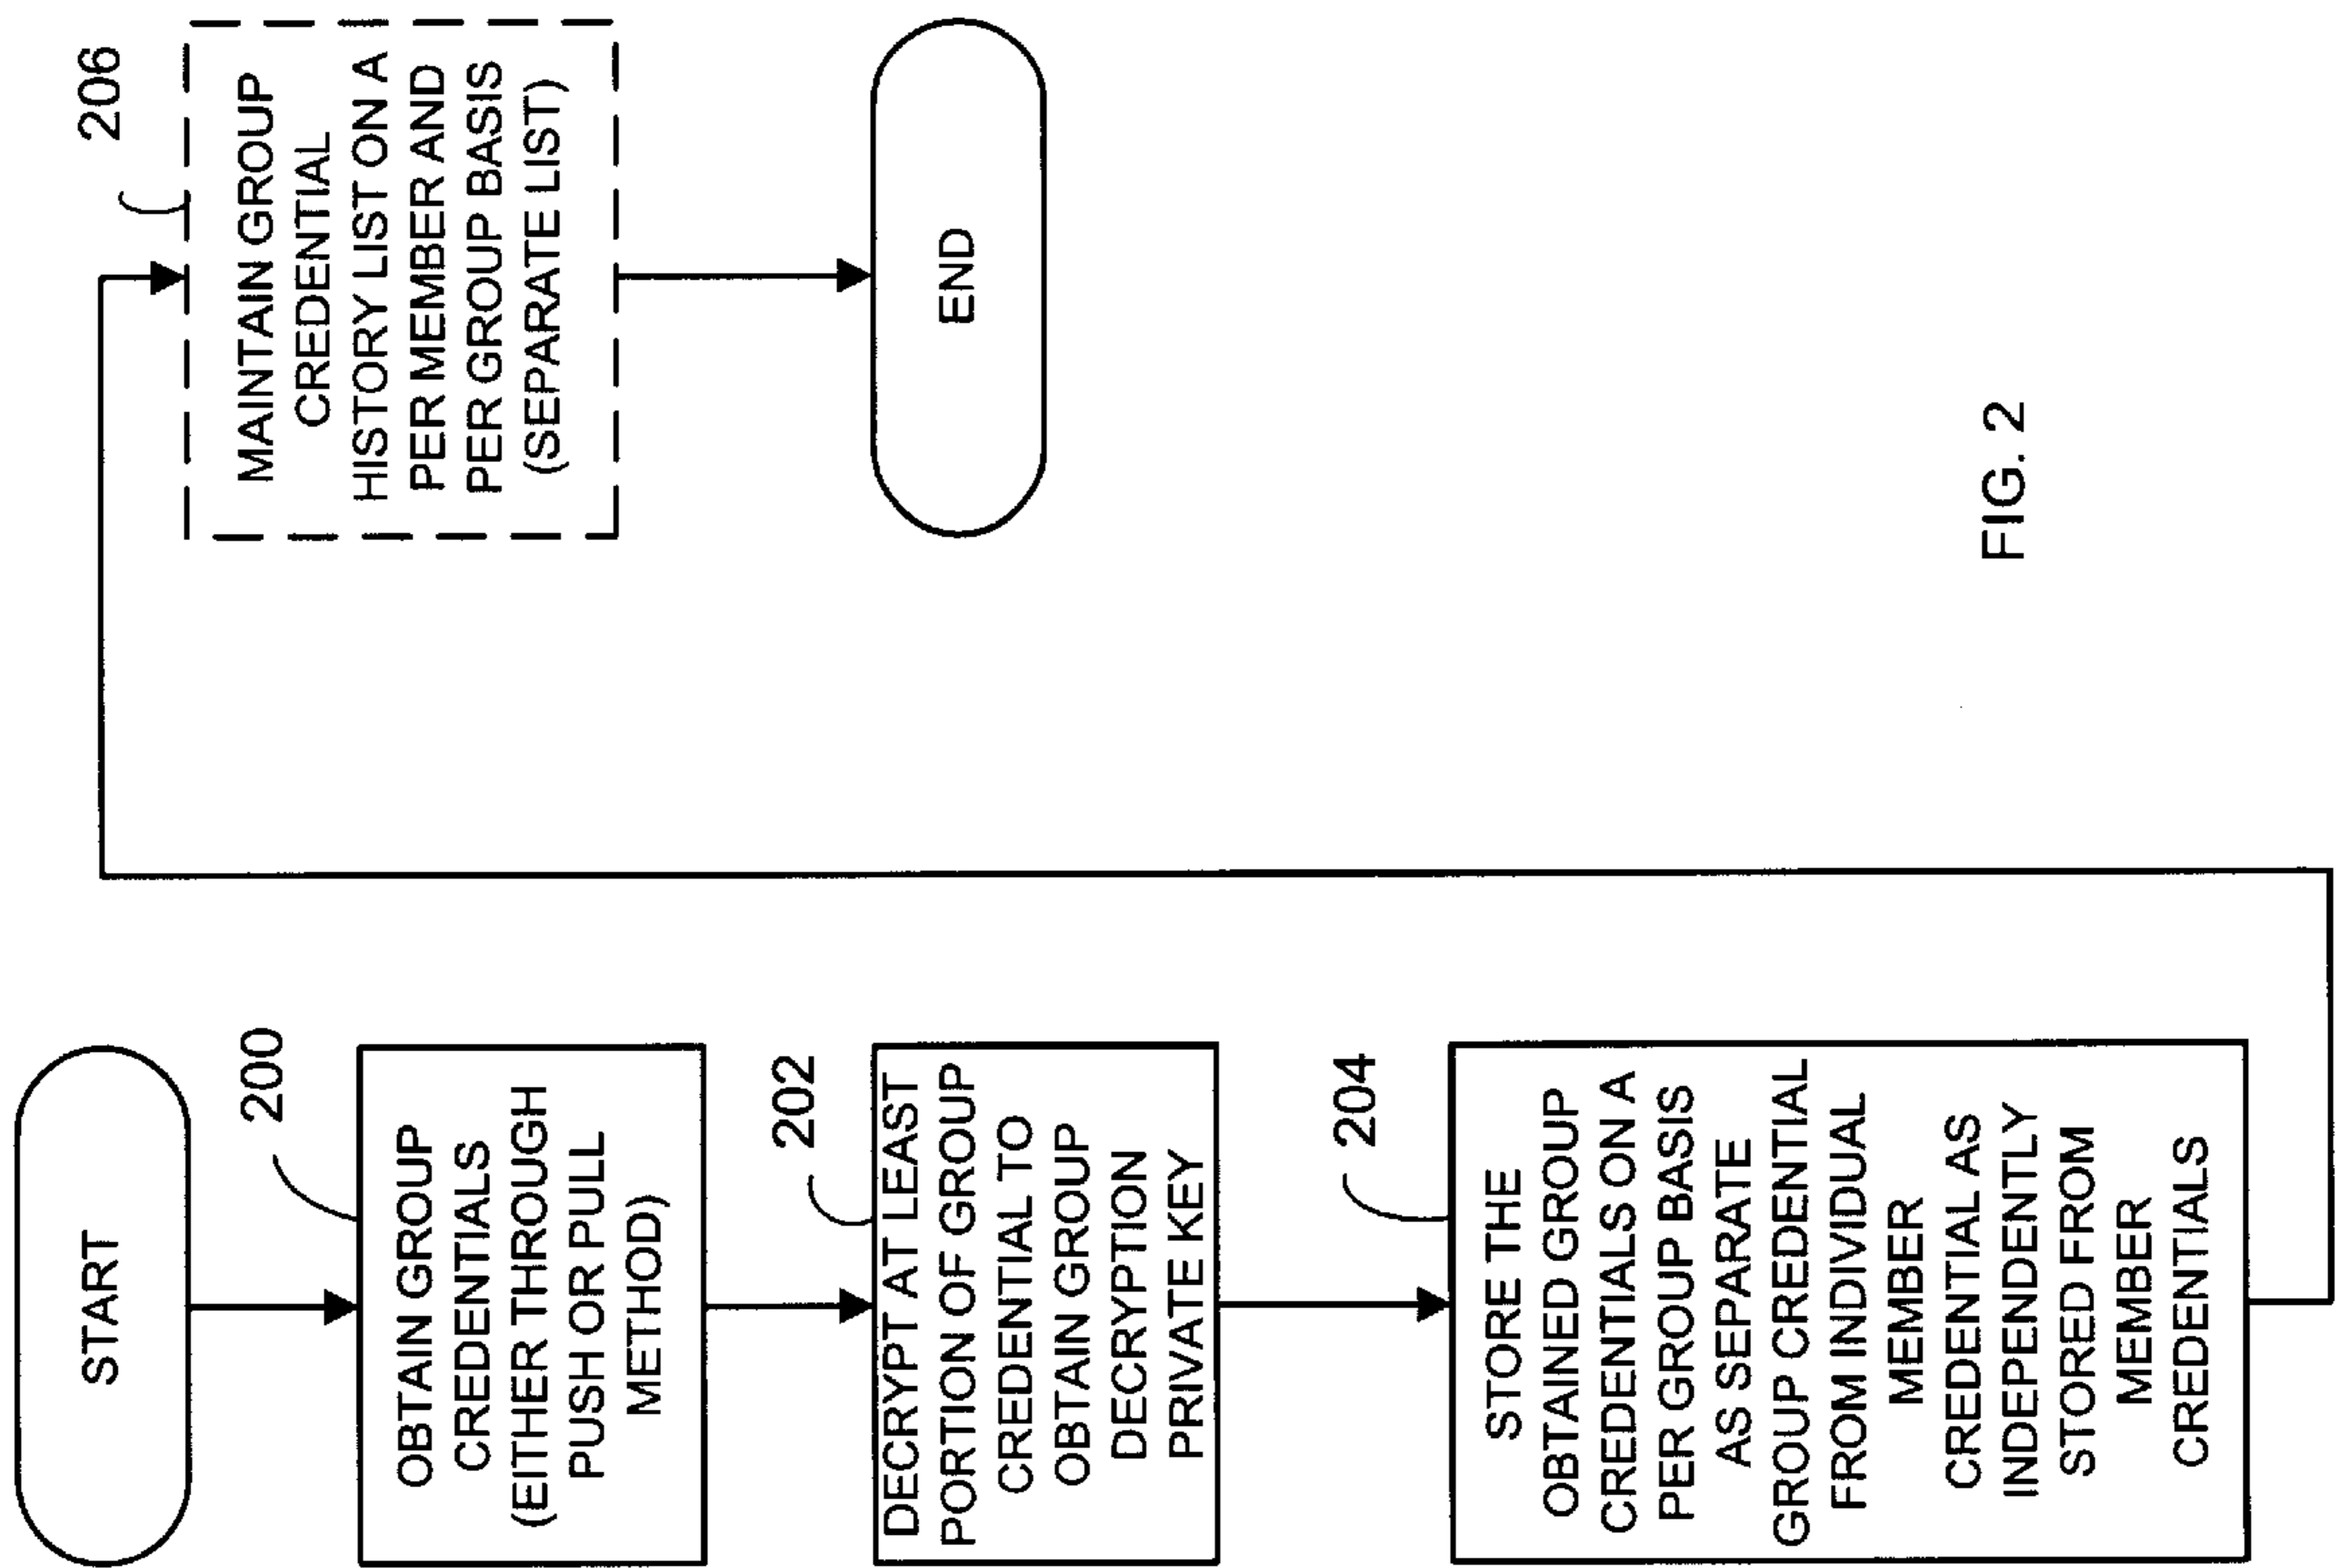 START
200
OBTAIN GROUP
CREDENTIALS
(EITHER THROUGH
PUSH OR PULL
METHOD)
202
DECRYPT AT LEAST
PORTION OF GROUP
CREDENTIAL TO
OBTAIN GROUP
DECRYPTION
PRIVATE KEY
204
STORE THE
OBTAINED GROUP
CREDENTIALS ON A
PER GROUP BASIS
AS SEPARATE
GROUP CREDENTIAL
FROM INDIVIDUAL
MEMBER
CREDENTIAL AS
INDEPENDENTLY
STORED FROM
MEMBER
CREDENTIALS
206
MAINTAIN GROUP
CREDENTIAL
HISTORY LIST ON A
PER MEMBER AND
PER GROUP BASIS
(SEPARATE LIST)
END
FIG. 2